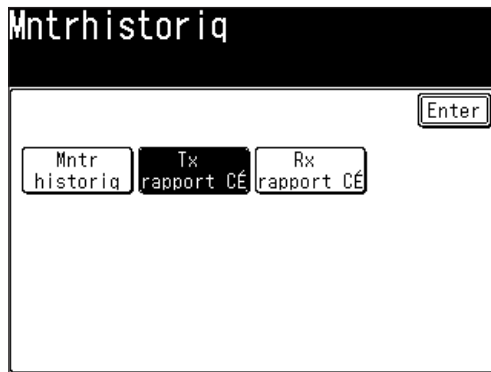 Mntrhistoriq
Enter
Mntr
historiq
Tx
rapport CÉ
Rx
rapport CÉ